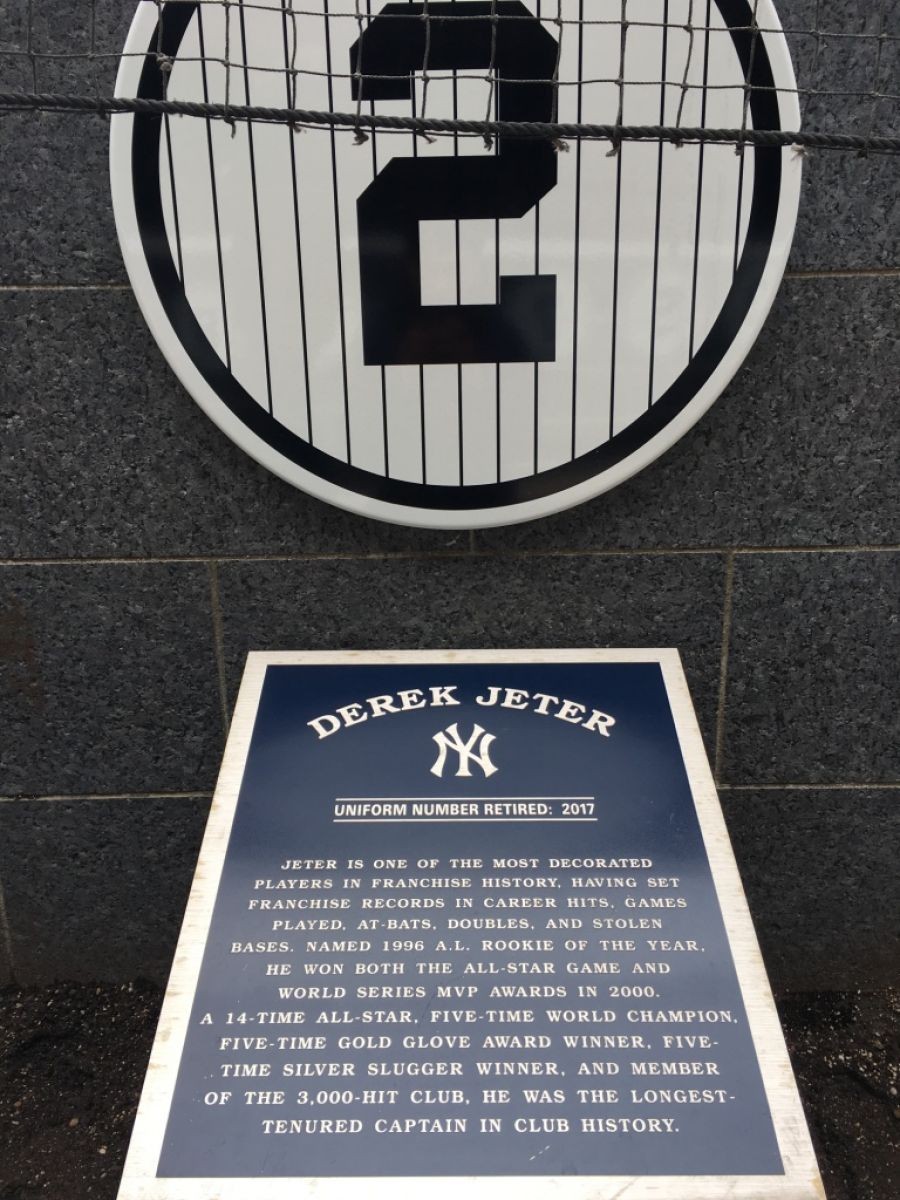 2
DEREK JETER
NY
UNIFORM NUMBER RETIRED: 2017
JETER IS ONE OF THE MOST DECORATED
PLAYERS IN FRANCHISE HISTORY, HAVING SET
FRANCHISE RECORDS IN CAREER HITS, GAMES
PLAYED, AT-BATS, DOUBLES, AND STOLEN
BASES. NAMED 1996 A.L. ROOKIE OF THE YEAR,
HE WON BOTH THE ALL-STAR GAME AND
WORLD SERIES MVP AWARDS IN 2000.
A 14-TIME ALL-STAR, FIVE-TIME WORLD CHAMPION,
FIVE-TIME GOLD GLOVE AWARD WINNER, FIVE-
TIME SILVER SLUGGER WINNER, AND MEMBER
OF THE 3,000-HIT CLUB, HE WAS THE LONGEST-
TENURED CAPTAIN IN CLUB HISTORY.